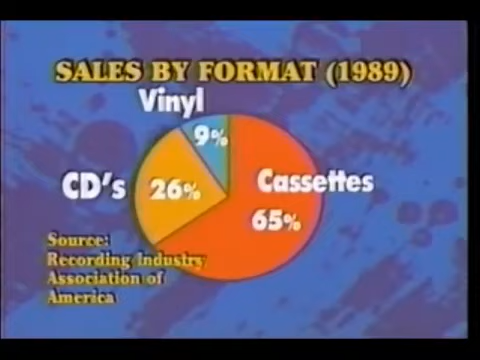 SALES BY FORMAT (1989)
Vinyl
9%
CD's
26%
Cassettes
65%
Source:
Recording Industry
Association of
America